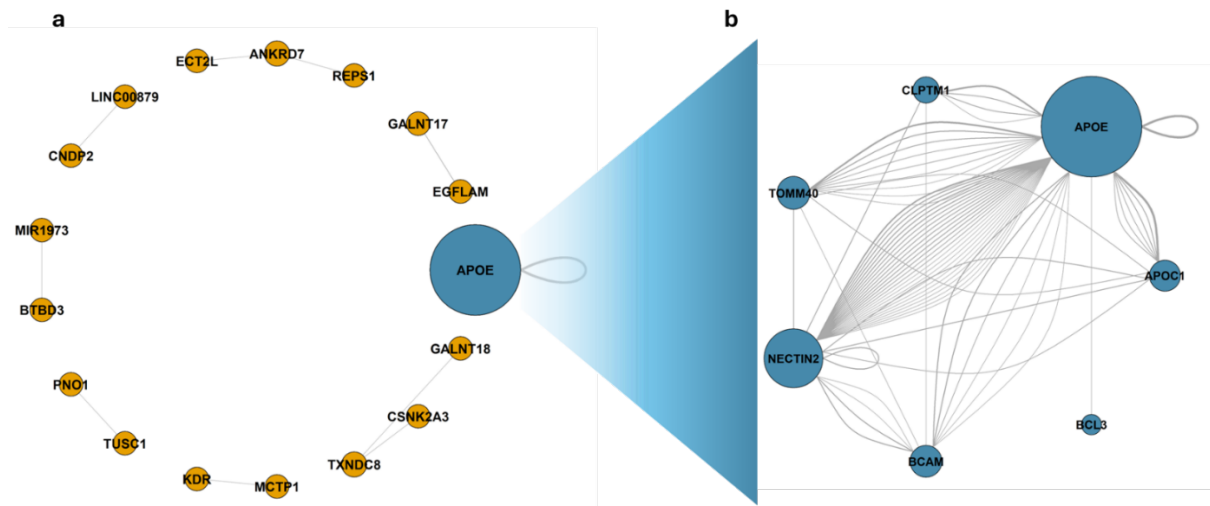 a
ECT2L
ANKRD7
REPS1
LINC00879
GALNT17
CNDP2
EGFLAM
MIR1973
APOE
BTBD3
GALNT18
PNO1
CSNK2A3
TUSC1
TXNDC8
KDR
MCTP1
b
CLPTM1
APOE
TOMM40
APOC1
NECTIN2
BCL3
BCAM